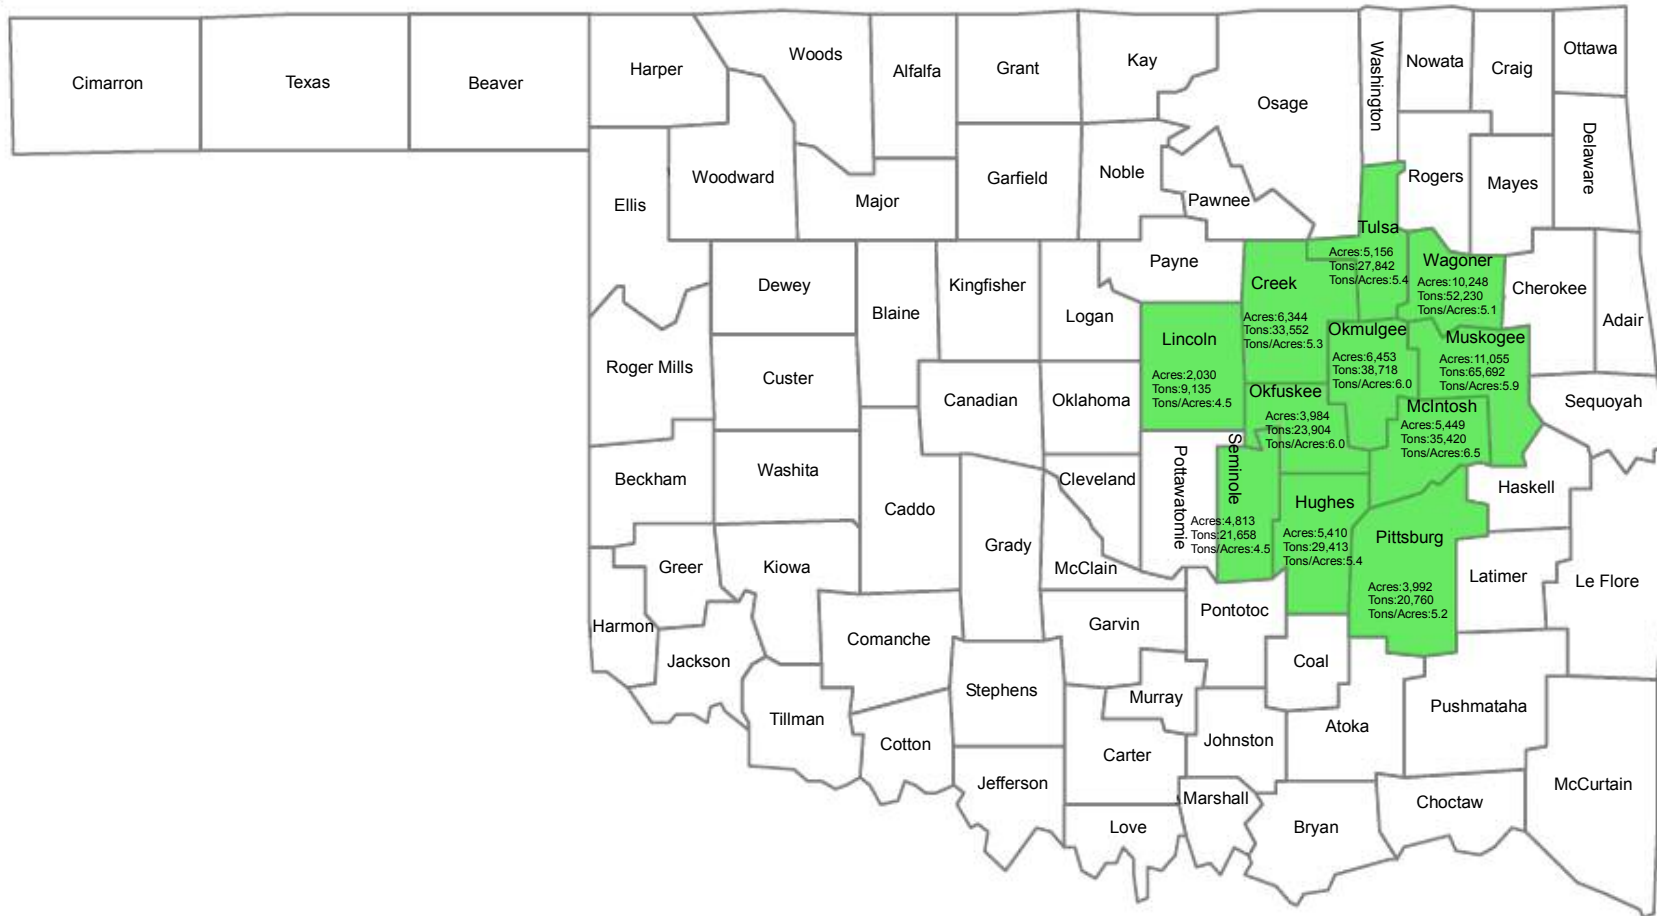 Cimarron
Texas
Beaver
Harper
Woods
Alfalfa
Grant
Kay
Osage
Washington
Nowata
Craig
Ottawa
Delaware
Ellis
Woodward
Major
Garfield
Noble
Pawnee
Rogers
Mayes
Tulsa
Acres:5,156
Tons:27,842
Tons/Acres:5.4
Wagoner
Acres:10,248
Tons:52,230
Tons/Acres:5.1
Cherokee
Adair
Dewey
Blaine
Kingfisher
Logan
Payne
Creek
Acres:6,344
Tons:33,552
Tons/Acres:5.3
Lincoln
Acres:2,030
Tons:9,135
Tons/Acres:4.5
Okmulgee
Acres:6,453
Tons:38,718
Tons/Acres:6.0
Muskogee
Acres:11,055
Tons:65,692
Tons/Acres:5.9
Roger Mills
Custer
Canadian
Oklahoma
Okfuskee
Acres:3,984
Tons:23,904
Tons/Acres:6.0
McIntosh
Acres:5,449
Tons:35,420
Tons/Acres:6.5
Sequoyah
Beckham
Washita
Caddo
Grady
Cleveland
McClain
Pottawatomie
Seminole
Acres:4,813
Tons:21,658
Tons/Acres:4.5
Hughes
Acres:5,410
Tons:29,413
Tons/Acres:5.4
Pittsburg
Acres:3,992
Tons:20,760
Tons/Acres:5.2
Haskell
Latimer
Le Flore
Greer
Kiowa
Harmon
Jackson
Comanche
Garvin
Pontotoc
Coal
Tillman
Cotton
Stephens
Murray
Johnston
Atoka
Pushmataha
Jefferson
Carter
Marshall
Love
Bryan
Choctaw
McCurtain